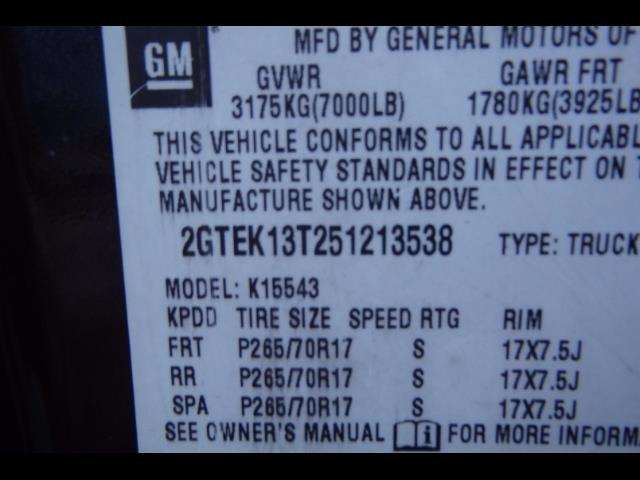 GM
MFD BY GENERAL MOTORS OF
GVWR GAWR FRT
3175KG(7000LB) 1780KG(3925LB
THIS VEHICLE CONFORMS TO ALL APPLICABL
VEHICLE SAFETY STANDARDS IN EFFECT ON
MANUFACTURE SHOWN ABOVE.
2GTEK13T251213538 TYPE: TRUCK
MODEL: K15543
KPDD TIRE SIZE SPEED RTG RIM
FRT P265/70R17 S 17X7.5J
RR P265/70R17 S 17X7.5J
SPA P265/70R17 S 17X7.5J
SEE OWNER'S MANUAL i FOR MORE INFORM